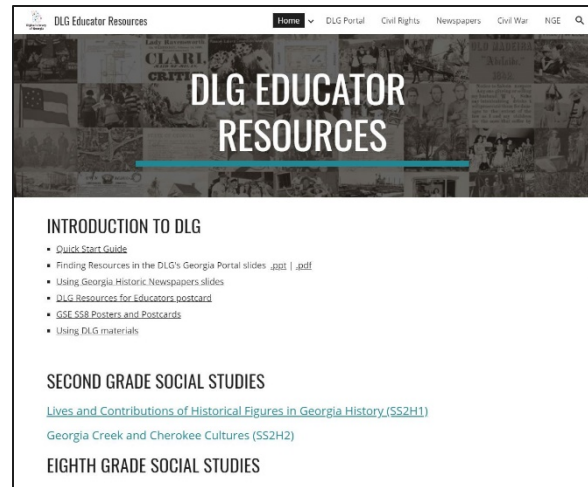 DLG Educator Resources
Home DLG Portal Civil Rights Newspapers Civil War NGE
DLG EDUCATOR
RESOURCES
INTRODUCTION TO DLG
Quick Start Guide
Finding Resources in the DLG's Georgia Portal slides .ppt | .pdf
Using Georgia Historic Newspapers slides
DLG Resources for Educators postcard
GSE SS8 Posters and Postcards
Using DLG materials
SECOND GRADE SOCIAL STUDIES
Lives and Contributions of Historical Figures in Georgia History (SS2H1)
Georgia Creek and Cherokee Cultures (SS2H2)
EIGHTH GRADE SOCIAL STUDIES